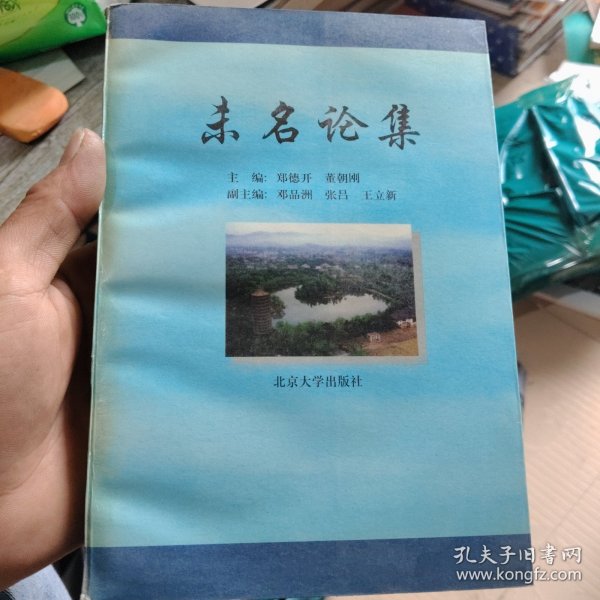 未名论集
主 编: 郑德开 董朝刚
副主编: 邓品洲 张吕 王立新
北京大学出版社
孔夫子旧书网
www.kongfz.com